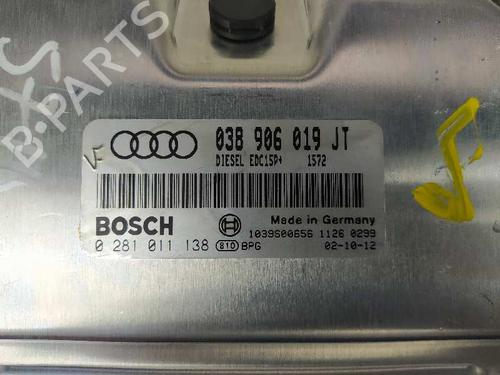 B-PARTS
038 906 019 JT
DIESEL EDC15P+ 1572
BOSCH
Made in Germany
0 281 011 138 810 BPG
1039S00656 1126 0299
02-10-12